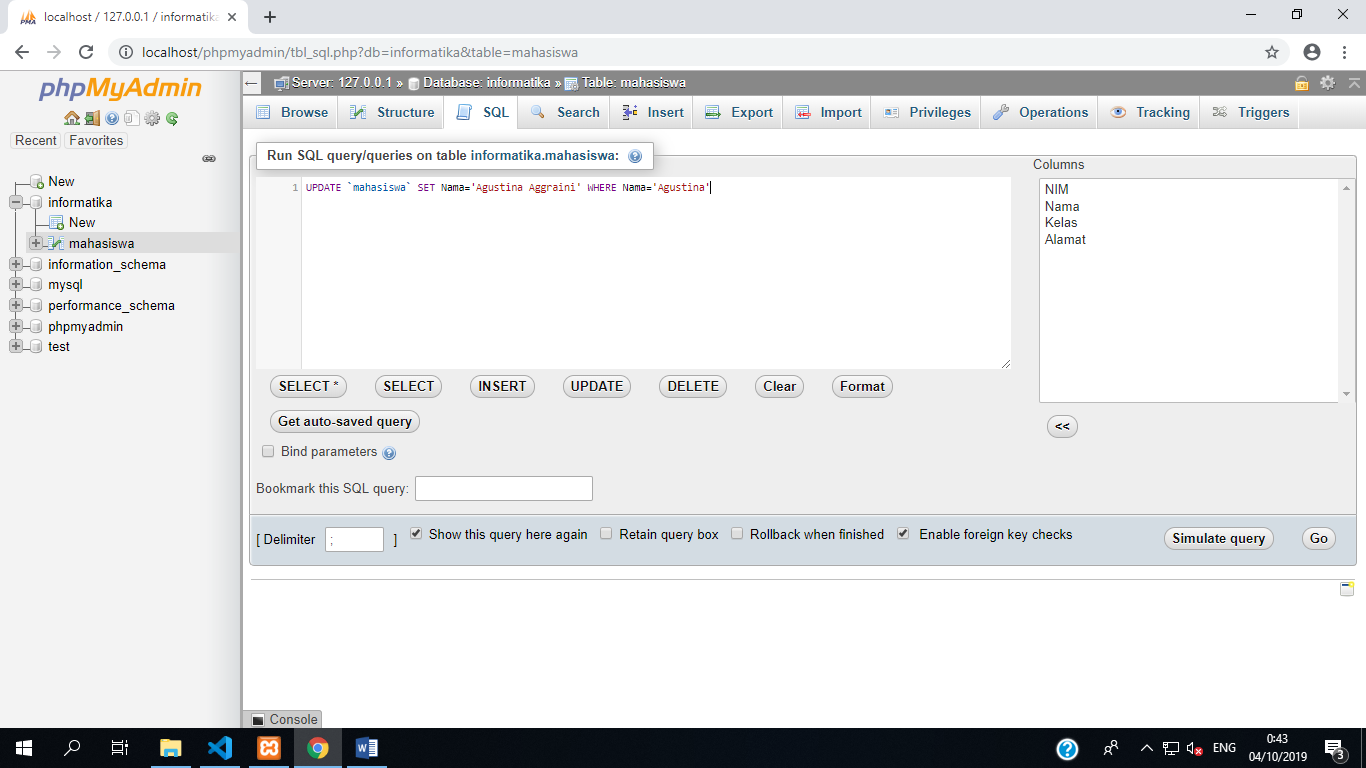 localhost / 127.0.0.1 / informatika
localhost/phpmyadmin/tbl_sql.php?db=informatika&table=mahasiswa
phpMyAdmin
Recent Favorites
New
informatika
New
mahasiswa
information_schema
mysql
performance_schema
phpmyadmin
test
Server: 127.0.0.1 » Database: informatika » Table: mahasiswa
Browse Structure SQL Search Insert Export Import Privileges Operations Tracking Triggers
Run SQL query/queries on table informatika.mahasiswa:
1 UPDATE `mahasiswa` SET Nama='Agustina Aggraini' WHERE Nama='Agustina'
Columns
NIM
Nama
Kelas
Alamat
SELECT * SELECT INSERT UPDATE DELETE Clear Format
Get auto-saved query
<<
Bind parameters
Bookmark this SQL query:
[ Delimiter ; ] Show this query here again Retain query box Rollback when finished Enable foreign key checks Simulate query Go
Console
ENG
0:43
04/10/2019
3